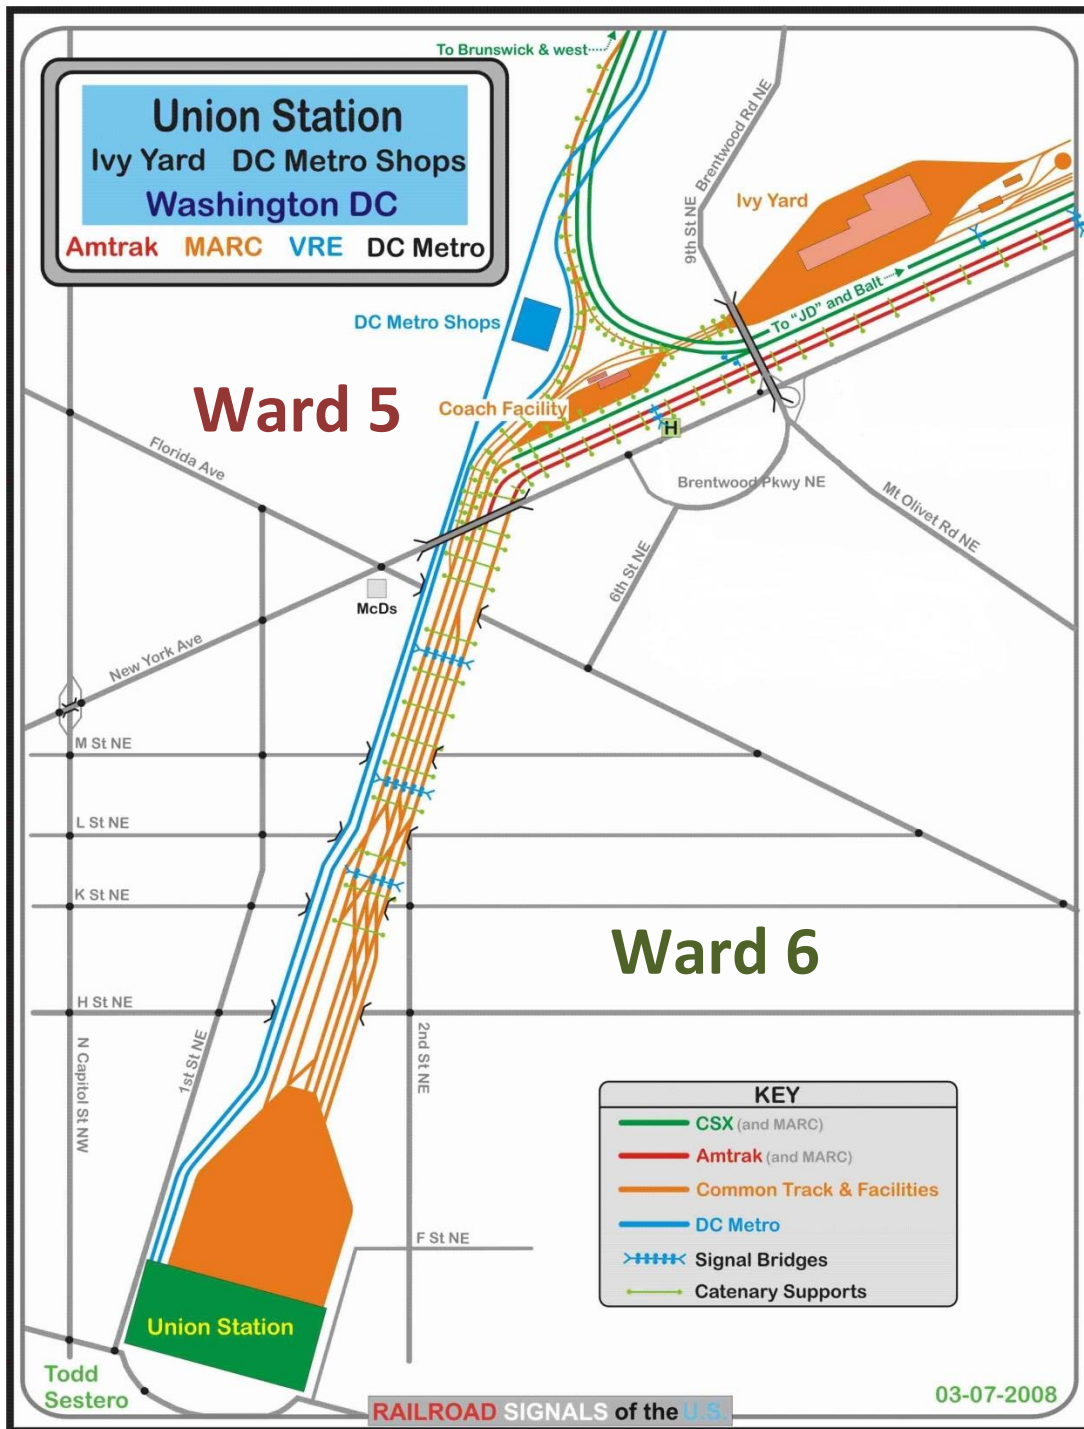 To Brunswick & west
Union Station
Ivy Yard DC Metro Shops
Washington DC
Amtrak MARC VRE DC Metro
Brentwood Rd NE
9th St NE
Ivy Yard
To "JD" and Balt
DC Metro Shops
Ward 5
Coach Facility
H
Florida Ave
Brentwood Pkwy NE
Mt Olivet Rd NE
6th St NE
McDs
New York Ave
M St NE
L St NE
K St NE
Ward 6
H St NE
N Capitol St NW
1st St NE
2nd St NE
KEY
CSX (and MARC)
Amtrak (and MARC)
Common Track & Facilities
DC Metro
Signal Bridges
Catenary Supports
F St NE
Union Station
Todd
Sestero
03-07-2008
RAILROAD SIGNALS of the U.S.